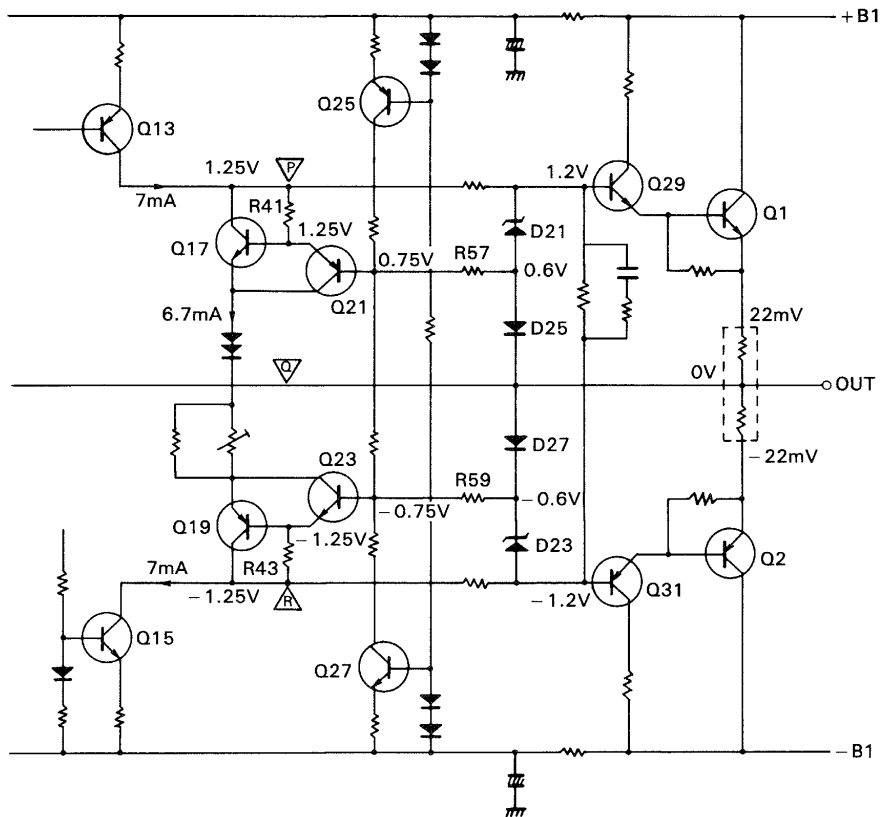 +B1
Q25
Q13
P
1.25V
1.2V
7mA
R41
Q29
1.25V
Q1
Q17
D21
0.75V
R57
0.6V
Q21
6.7mA
D25
22mV
Q
0V
OUT
D27
Q23
-22mV
R59
-0.6V
Q19
-0.75V
-1.25V
D23
Q2
R43
7mA
-1.25V
R
-1.2V
Q31
Q15
Q27
-B1